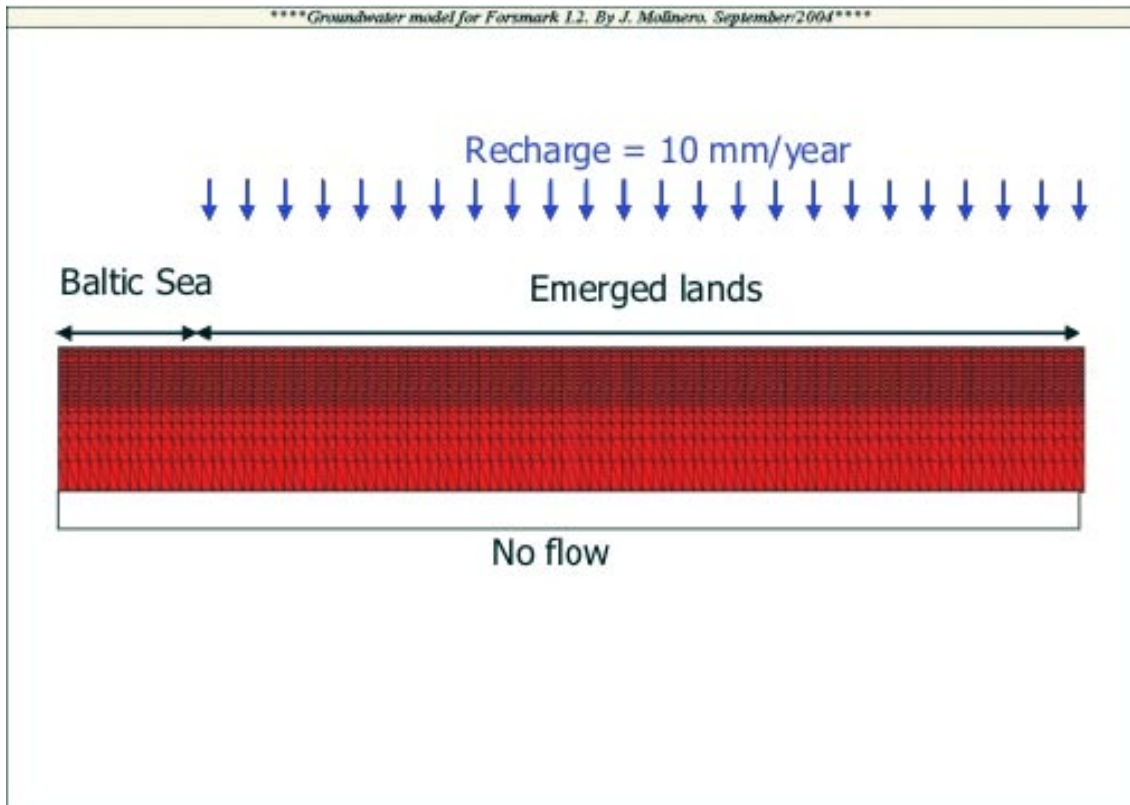 ****Groundwater model for Forsmark 1.2. By J. Molinero. September/2004****
Recharge = 10 mm/year
Baltic Sea
Emerged lands
No flow